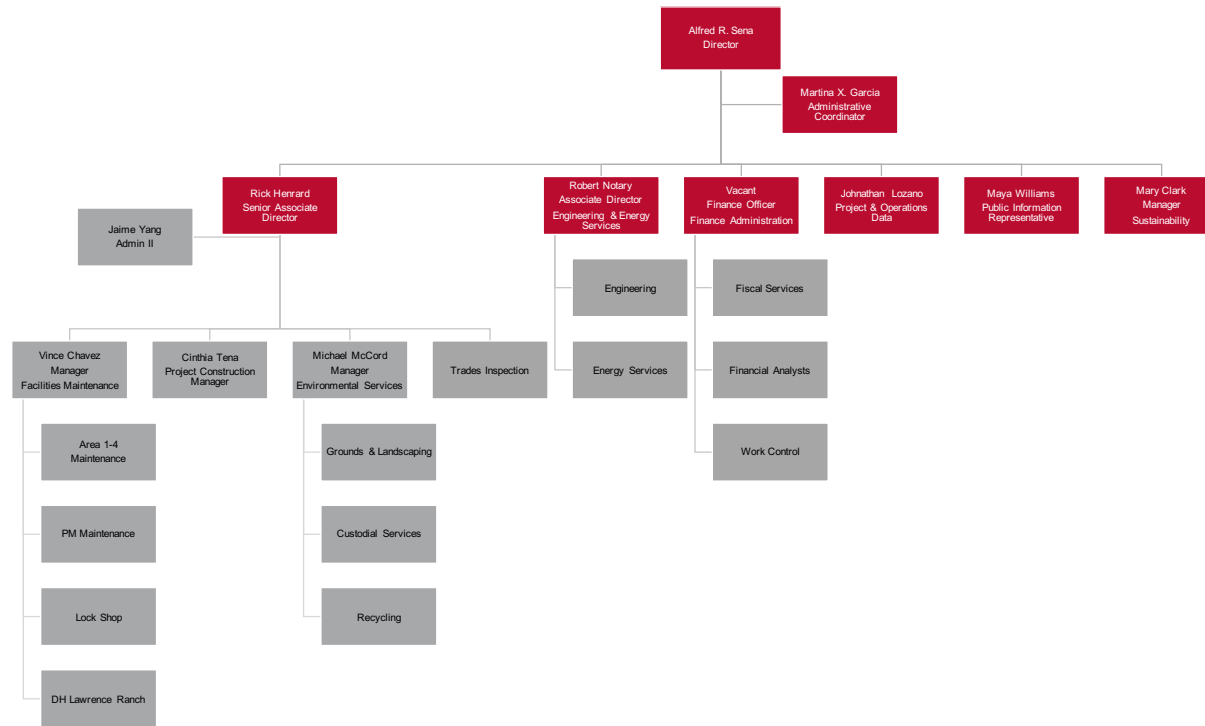 Alfred R. Sena
Director
Martina X. Garcia
Administrative
Coordinator
Rick Henrard
Senior Associate
Director
Robert Notary
Associate Director
Engineering & Energy
Services
Vacant
Finance Officer
Finance Administration
Johnathan Lozano
Project & Operations
Data
Maya Williams
Public Information
Representative
Mary Clark
Manager
Sustainability
Jaime Yang
Admin II
Engineering
Fiscal Services
Vince Chavez
Manager
Facilities Maintenance
Cinthia Tena
Project Construction
Manager
Michael McCord
Manager
Environmental Services
Trades Inspection
Energy Services
Financial Analysts
Area 1-4
Maintenance
Grounds & Landscaping
Work Control
PM Maintenance
Custodial Services
Lock Shop
Recycling
DH Lawrence Ranch